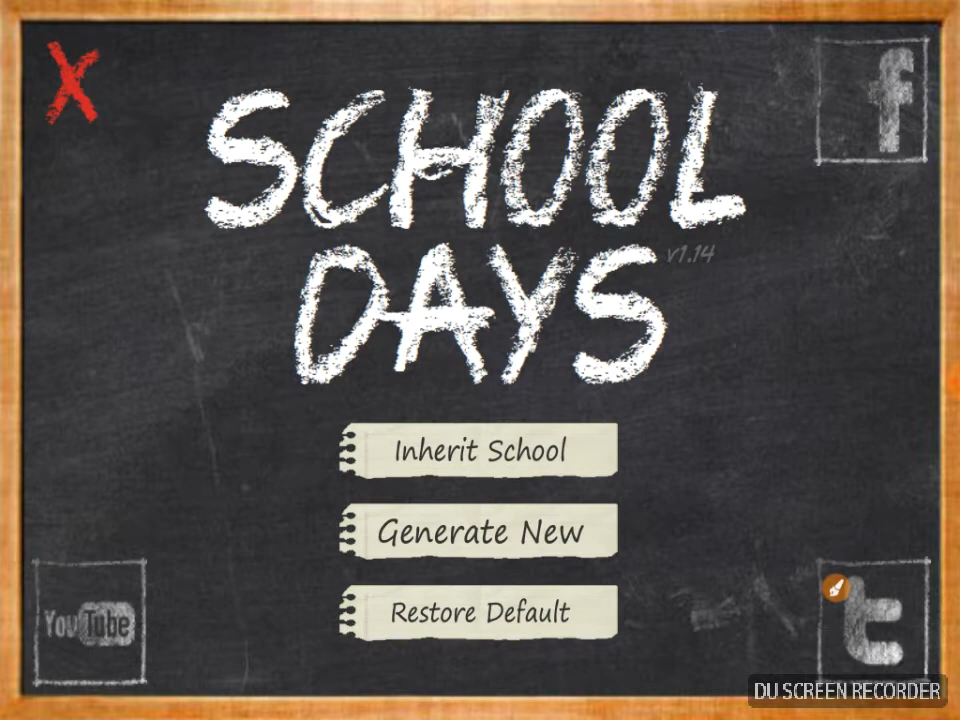 X
f
SCHOOL
DAYS
v1.14
Inherit School
Generate New
Restore Default
YouTube
t
DU SCREEN RECORDER